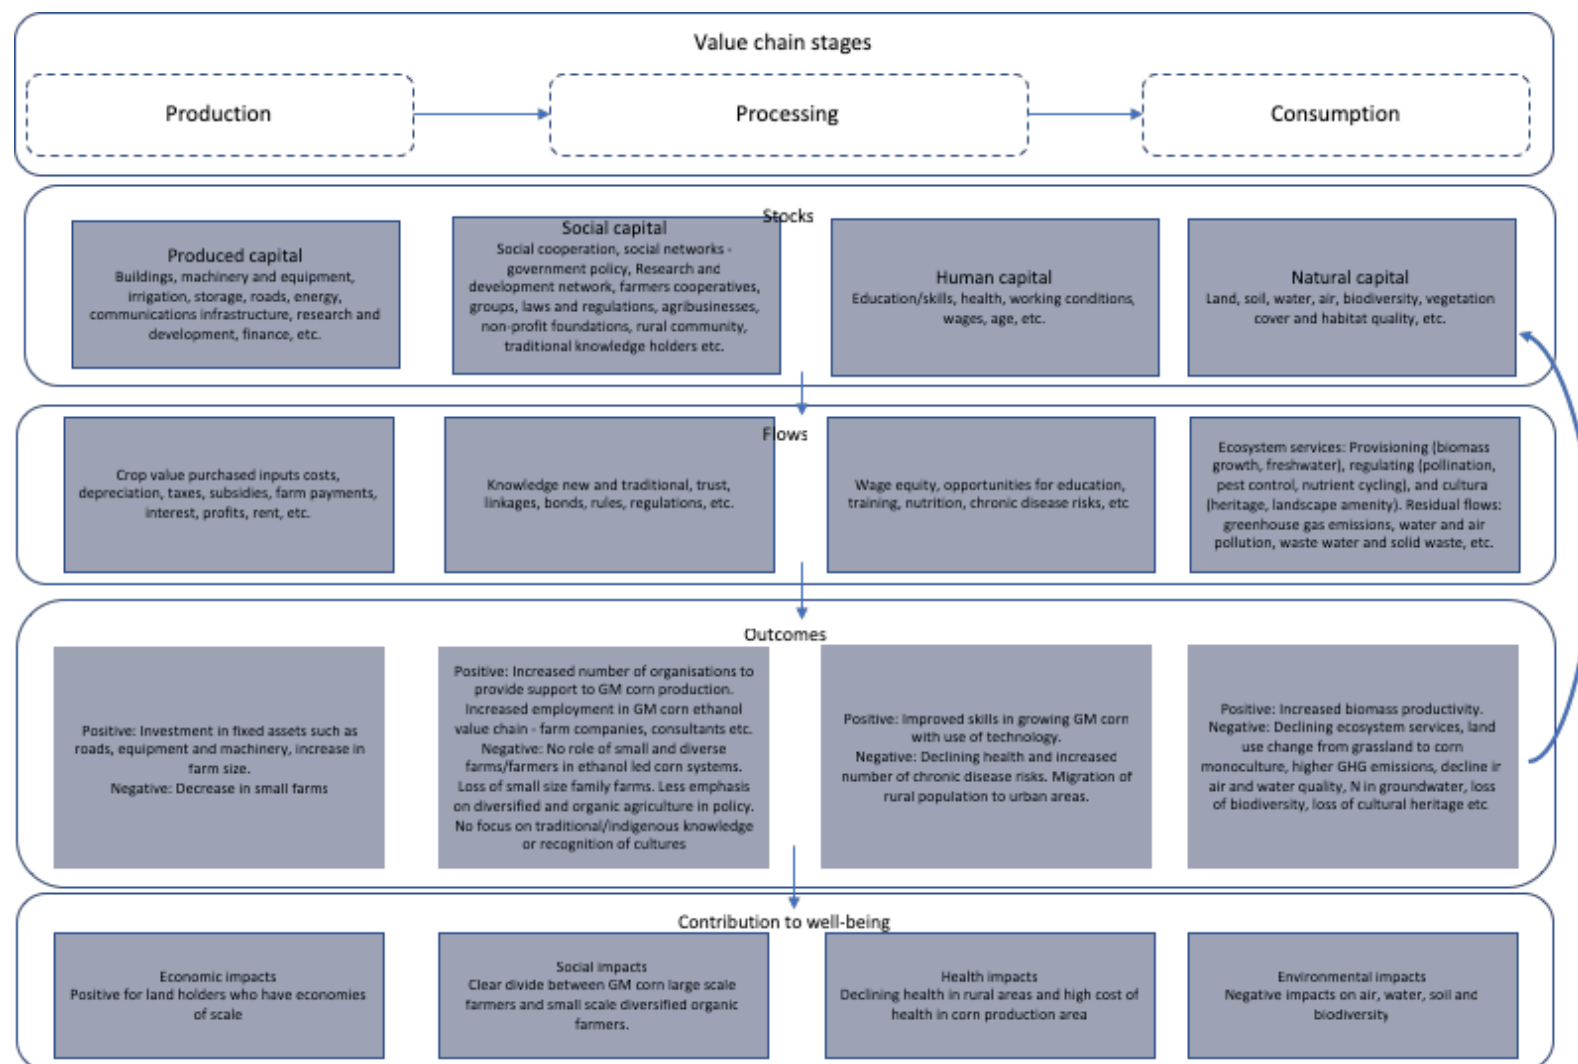 Value chain stages
Production
Processing
Consumption
Stocks
Produced capital
Buildings, machinery and equipment,
irrigation, storage, roads, energy,
communications infrastructure, research and
development, finance, etc.
Social capital
Social cooperation, social networks -
government policy, Research and
development network, farmers cooperatives,
groups, laws and regulations, agribusinesses,
non-profit foundations, rural community,
traditional knowledge holders etc.
Human capital
Education/skills, health, working conditions,
wages, age, etc.
Natural capital
Land, soil, water, air, biodiversity, vegetation
cover and habitat quality, etc.
Flows
Crop value purchased inputs costs,
depreciation, taxes, subsidies, farm payments,
interest, profits, rent, etc.
Knowledge new and traditional, trust,
linkages, bonds, rules, regulations, etc.
Wage equity, opportunities for education,
training, nutrition, chronic disease risks, etc
Ecosystem services: Provisioning (biomass
growth, freshwater), regulating (pollination,
pest control, nutrient cycling), and cultura
(heritage, landscape amenity). Residual flows:
greenhouse gas emissions, water and air
pollution, waste water and solid waste, etc.
Outcomes
Positive: Investment in fixed assets such as
roads, equipment and machinery, increase in
farm size.
Negative: Decrease in small farms
Positive: Increased number of organisations to
provide support to GM corn production.
Increased employment in GM corn ethanol
value chain - farm companies, consultants etc.
Negative: No role of small and diverse
farms/farmers in ethanol led corn systems.
Loss of small size family farms. Less emphasis
on diversified and organic agriculture in policy.
No focus on traditional/indigenous knowledge
or recognition of cultures
Positive: Improved skills in growing GM corn
with use of technology.
Negative: Declining health and increased
number of chronic disease risks. Migration of
rural population to urban areas.
Positive: Increased biomass productivity.
Negative: Declining ecosystem services, land
use change from grassland to corn
monoculture, higher GHG emissions, decline ir
air and water quality, N in groundwater, loss
of biodiversity, loss of cultural heritage etc
Contribution to well-being
Economic impacts
Positive for land holders who have economies
of scale
Social impacts
Clear divide between GM corn large scale
farmers and small scale diversified organic
farmers.
Health impacts
Declining health in rural areas and high cost of
health in corn production area
Environmental impacts
Negative impacts on air, water, soil and
biodiversity